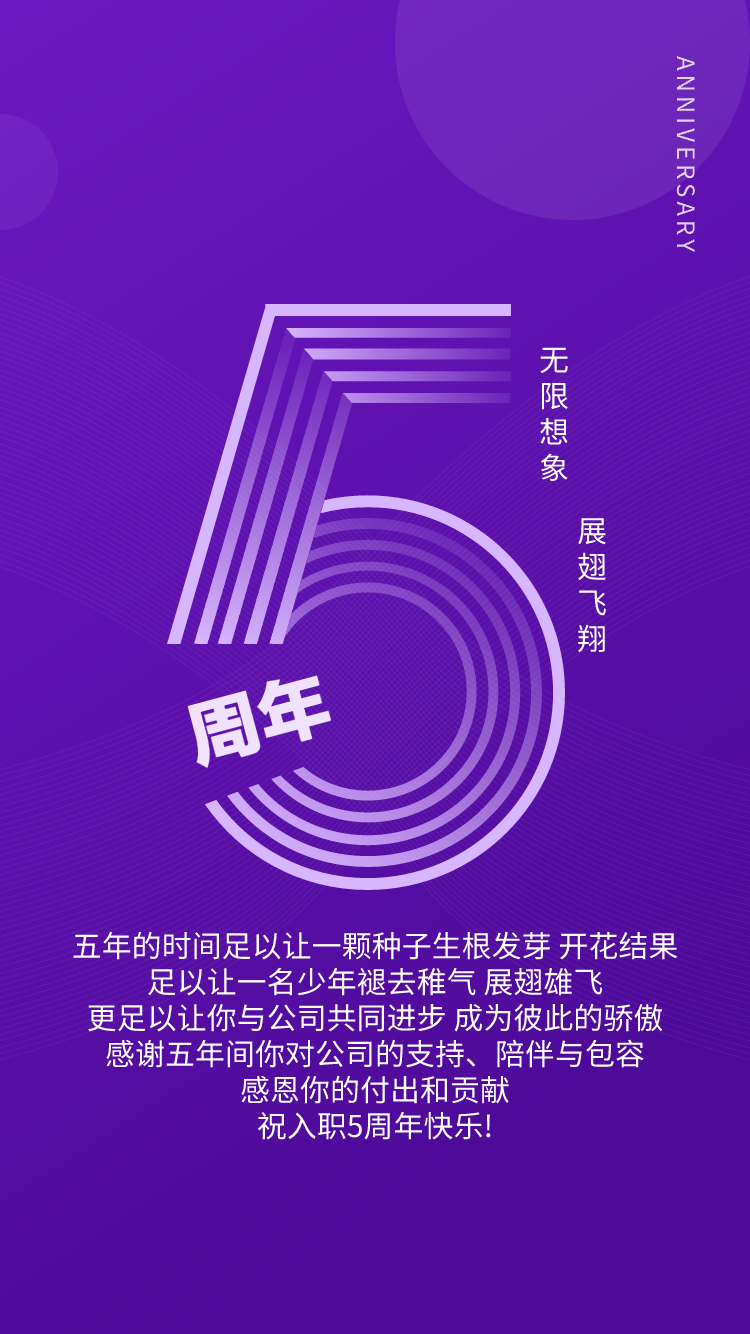 ANNIVERSARY
5
无限想象
展翅飞翔
周年
五年的时间足以让一颗种子生根发芽 开花结果
足以让一名少年褪去稚气 展翅雄飞
更足以让你与公司共同进步 成为彼此的骄傲
感谢五年间你对公司的支持、陪伴与包容
感恩你的付出和贡献
祝入职5周年快乐!